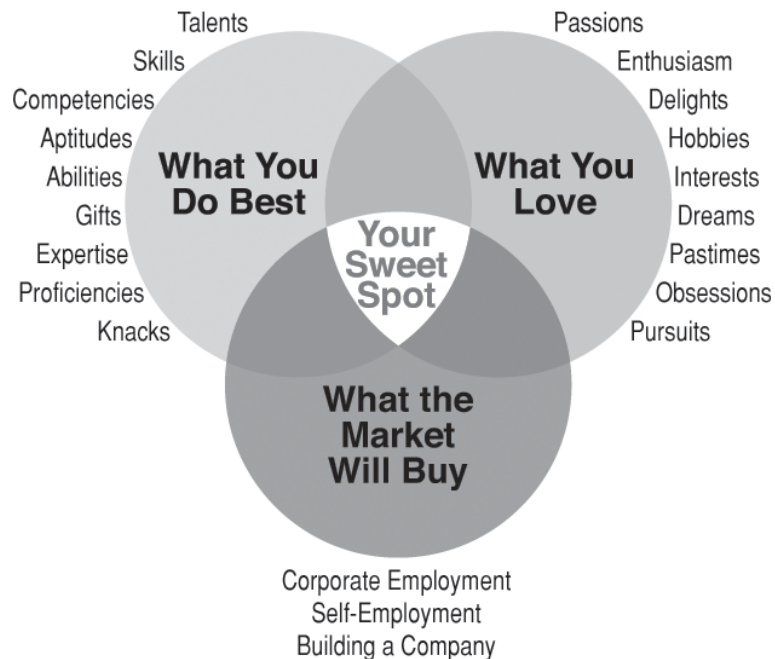 Talents
Skills
Competencies
Aptitudes
Abilities
Gifts
Expertise
Proficiencies
Knacks
What You
Do Best
Passions
Enthusiasm
Delights
Hobbies
Interests
Dreams
Pastimes
Obsessions
Pursuits
What You
Love
Your
Sweet
Spot
What the
Market
Will Buy
Corporate Employment
Self-Employment
Building a Company